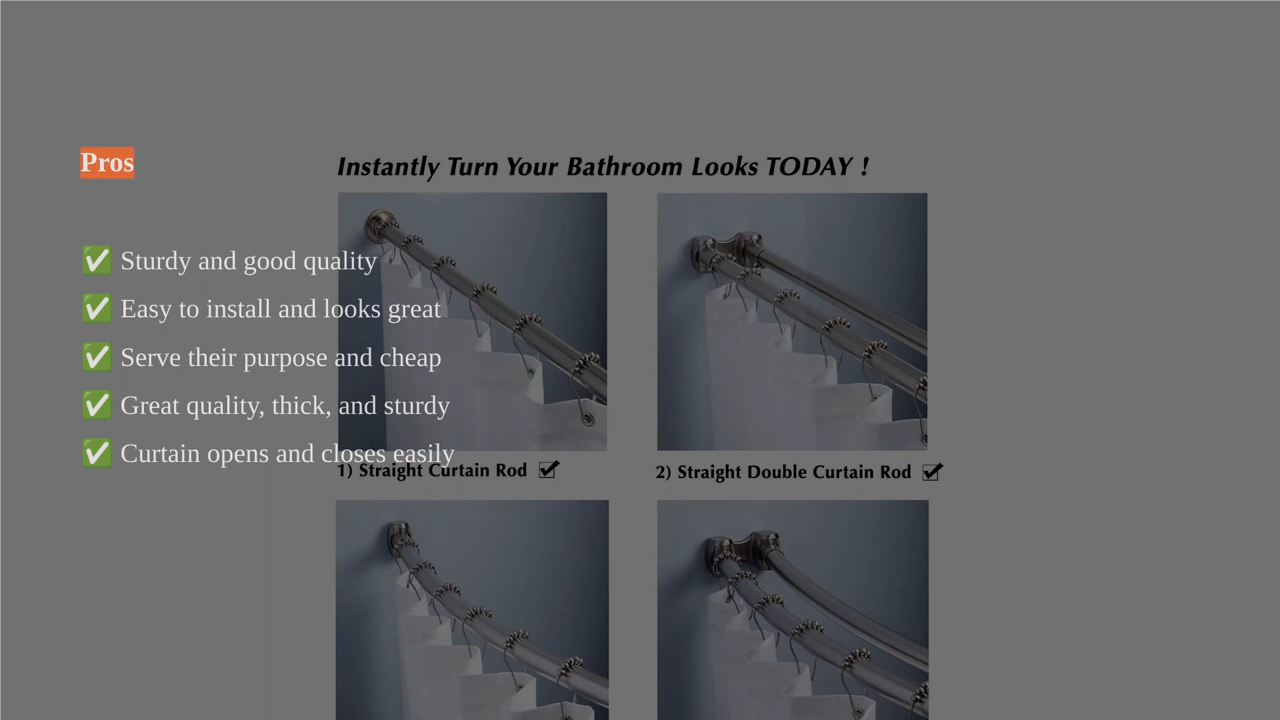 Pros
Instantly Turn Your Bathroom Looks TODAY !
✅ Sturdy and good quality
✅ Easy to install and looks great
✅ Serve their purpose and cheap
✅ Great quality, thick, and sturdy
✅ Curtain opens and closes easily
1) Straight Curtain Rod ☑
2) Straight Double Curtain Rod ☑